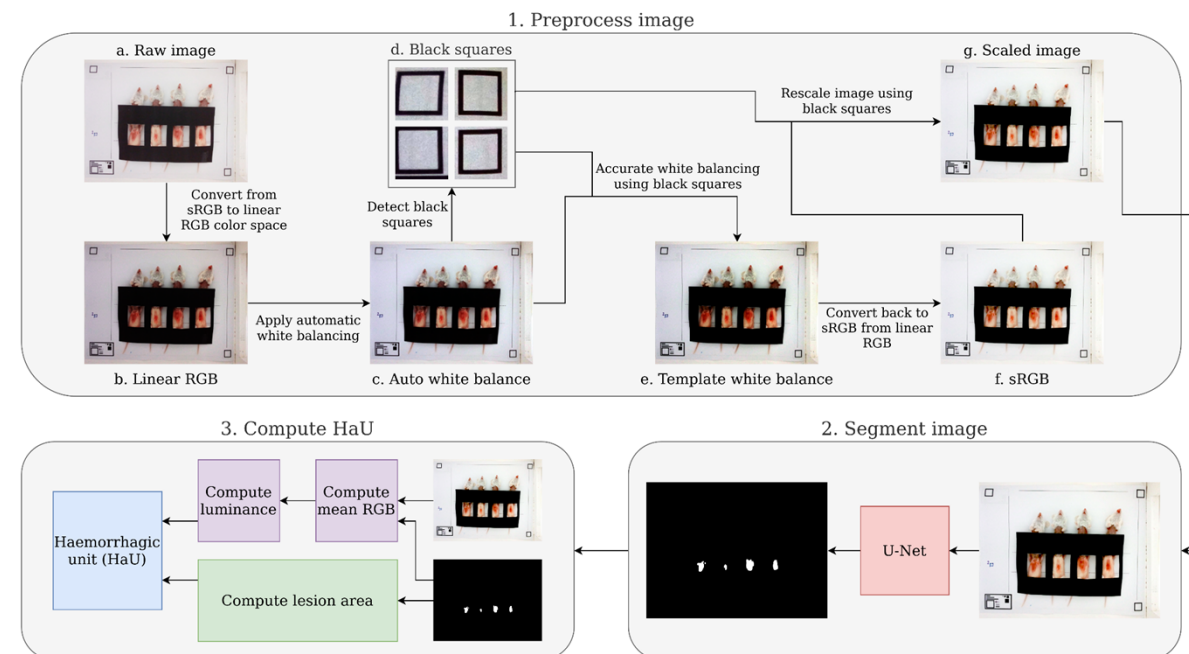 1. Preprocess image
a. Raw image
d. Black squares
g. Scaled image
Rescale image using
black squares
Convert from
sRGB to linear
RGB color space
Detect black
squares
Accurate white balancing
using black squares
Apply automatic
white balancing
Convert back to
sRGB from linear
RGB
b. Linear RGB
c. Auto white balance
e. Template white balance
f. sRGB
3. Compute HaU
2. Segment image
Compute
luminance
Compute
mean RGB
Haemorrhagic
unit (HaU)
Compute lesion area
U-Net